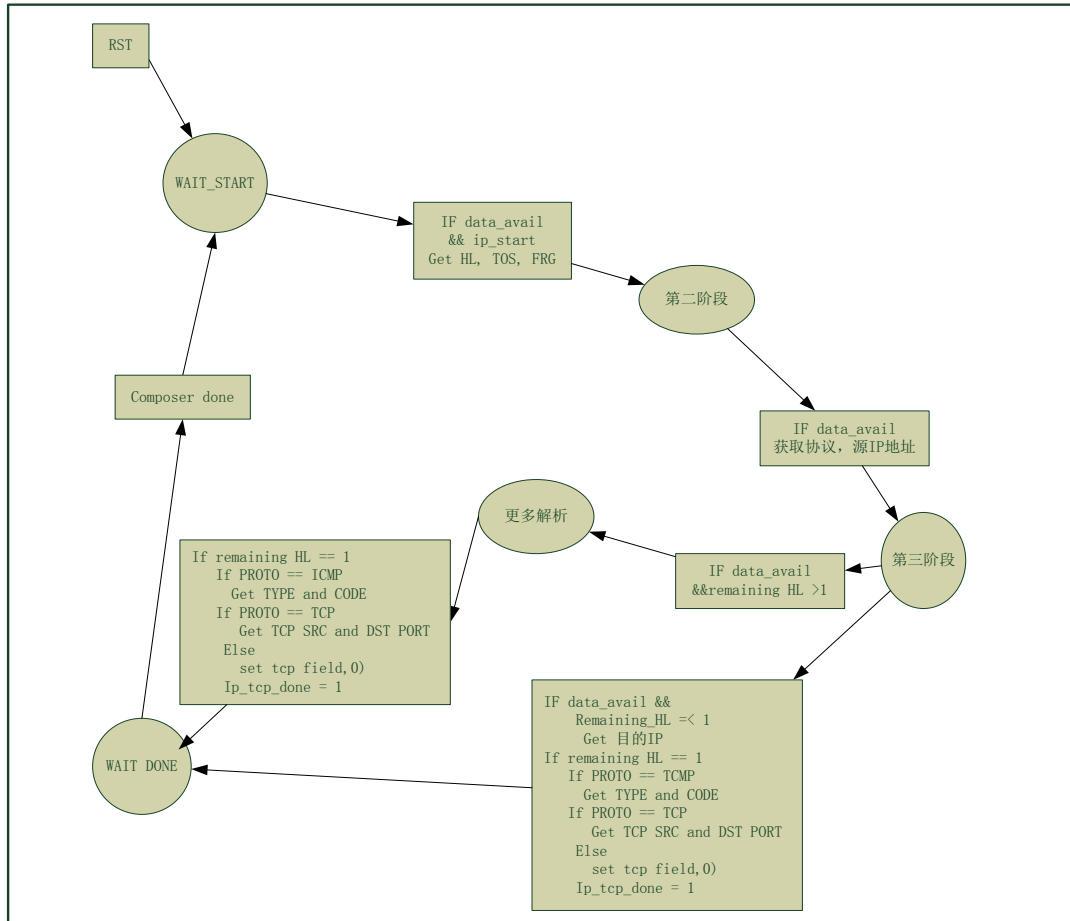 RST
WAIT_START
IF data_avail
&& ip_start
Get HL, TOS, FRG
第二阶段
Composer done
IF data_avail
获取协议，源IP地址
更多解析
第三阶段
IF data_avail
&&remaining HL >1
If remaining HL == 1
If PROTO == ICMP
Get TYPE and CODE
If PROTO == TCP
Get TCP SRC and DST PORT
Else
set tcp field,0)
Ip_tcp_done = 1
WAIT DONE
IF data_avail &&
Remaining_HL =< 1
Get 目的IP
If remaining HL == 1
If PROTO == TCMP
Get TYPE and CODE
If PROTO == TCP
Get TCP SRC and DST PORT
Else
set tcp field,0)
Ip_tcp_done = 1